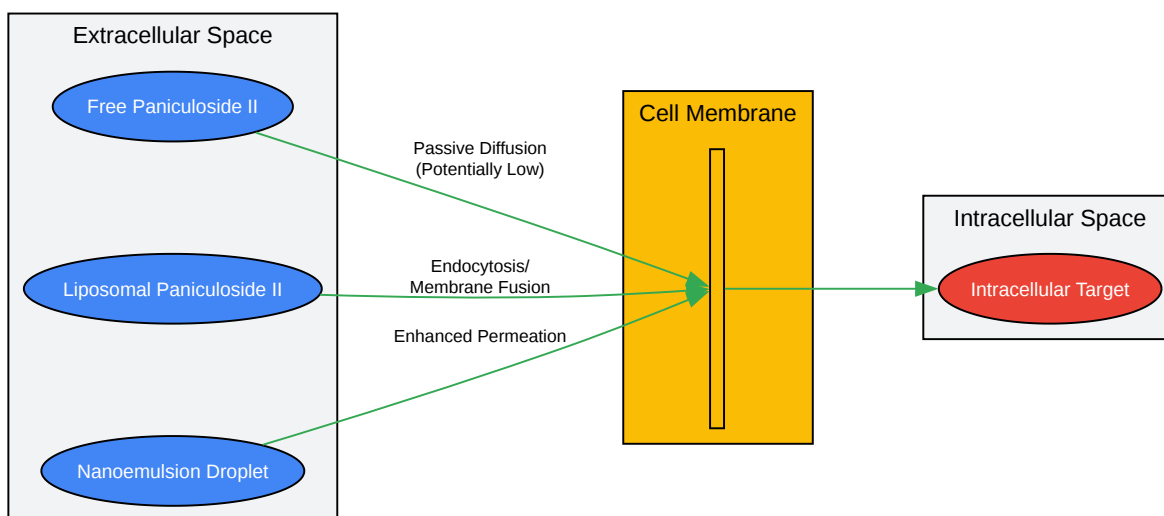 Extracellular Space
Free Paniculoside II
Liposomal Paniculoside II
Nanoemulsion Droplet
Passive Diffusion
(Potentially Low)
Endocytosis/
Membrane Fusion
Enhanced Permeation
Cell Membrane
Intracellular Space
Intracellular Target